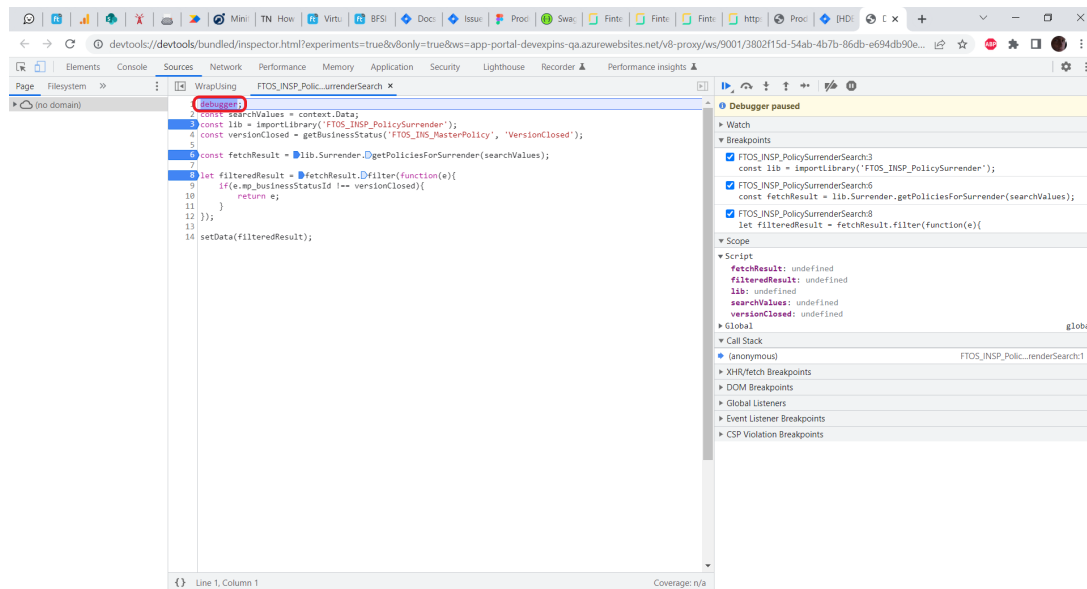 Mini
TN How
Virtu
BFSI
Docs
Issue
Prod
Swag
Finte
Finte
Finte
http
Prod
[HDE
devtools://devtools/bundled/inspector.html?experiments=true&v8only=true&ws=app-portal-devexpins-qa.azurewebsites.net/v8-proxy/ws/9001/3802f15d-54ab-4b7b-86db-e694db90e...
Elements Console Sources Network Performance Memory Application Security Lighthouse Recorder Performance insights
Page Filesystem »
WrapUsing FTOS_INSP_Polic...urrenderSearch ×
(no domain)
1 debugger;
2 const searchValues = context.Data;
3 const lib = importLibrary('FTOS_INSP_PolicySurrender');
4 const versionClosed = getBusinessStatus('FTOS_INS_MasterPolicy', 'VersionClosed');
5
6 const fetchResult = lib.Surrender.getPoliciesForSurrender(searchValues);
7
8 let filteredResult = fetchResult.filter(function(e){
9 if(e.mp_businessStatusId !== versionClosed){
10 return e;
11 }
12 });
13
14 setData(filteredResult);
{} Line 1, Column 1
Coverage: n/a
Debugger paused
Watch
Breakpoints
FTOS_INSP_PolicySurrenderSearch:3
const lib = importLibrary('FTOS_INSP_PolicySurrender');
FTOS_INSP_PolicySurrenderSearch:6
const fetchResult = lib.Surrender.getPoliciesForSurrender(searchValues);
FTOS_INSP_PolicySurrenderSearch:8
let filteredResult = fetchResult.filter(function(e){
Scope
Script
fetchResult: undefined
filteredResult: undefined
lib: undefined
searchValues: undefined
versionClosed: undefined
Global globa
Call Stack
(anonymous) FTOS_INSP_Polic...renderSearch:1
XHR/fetch Breakpoints
DOM Breakpoints
Global Listeners
Event Listener Breakpoints
CSP Violation Breakpoints